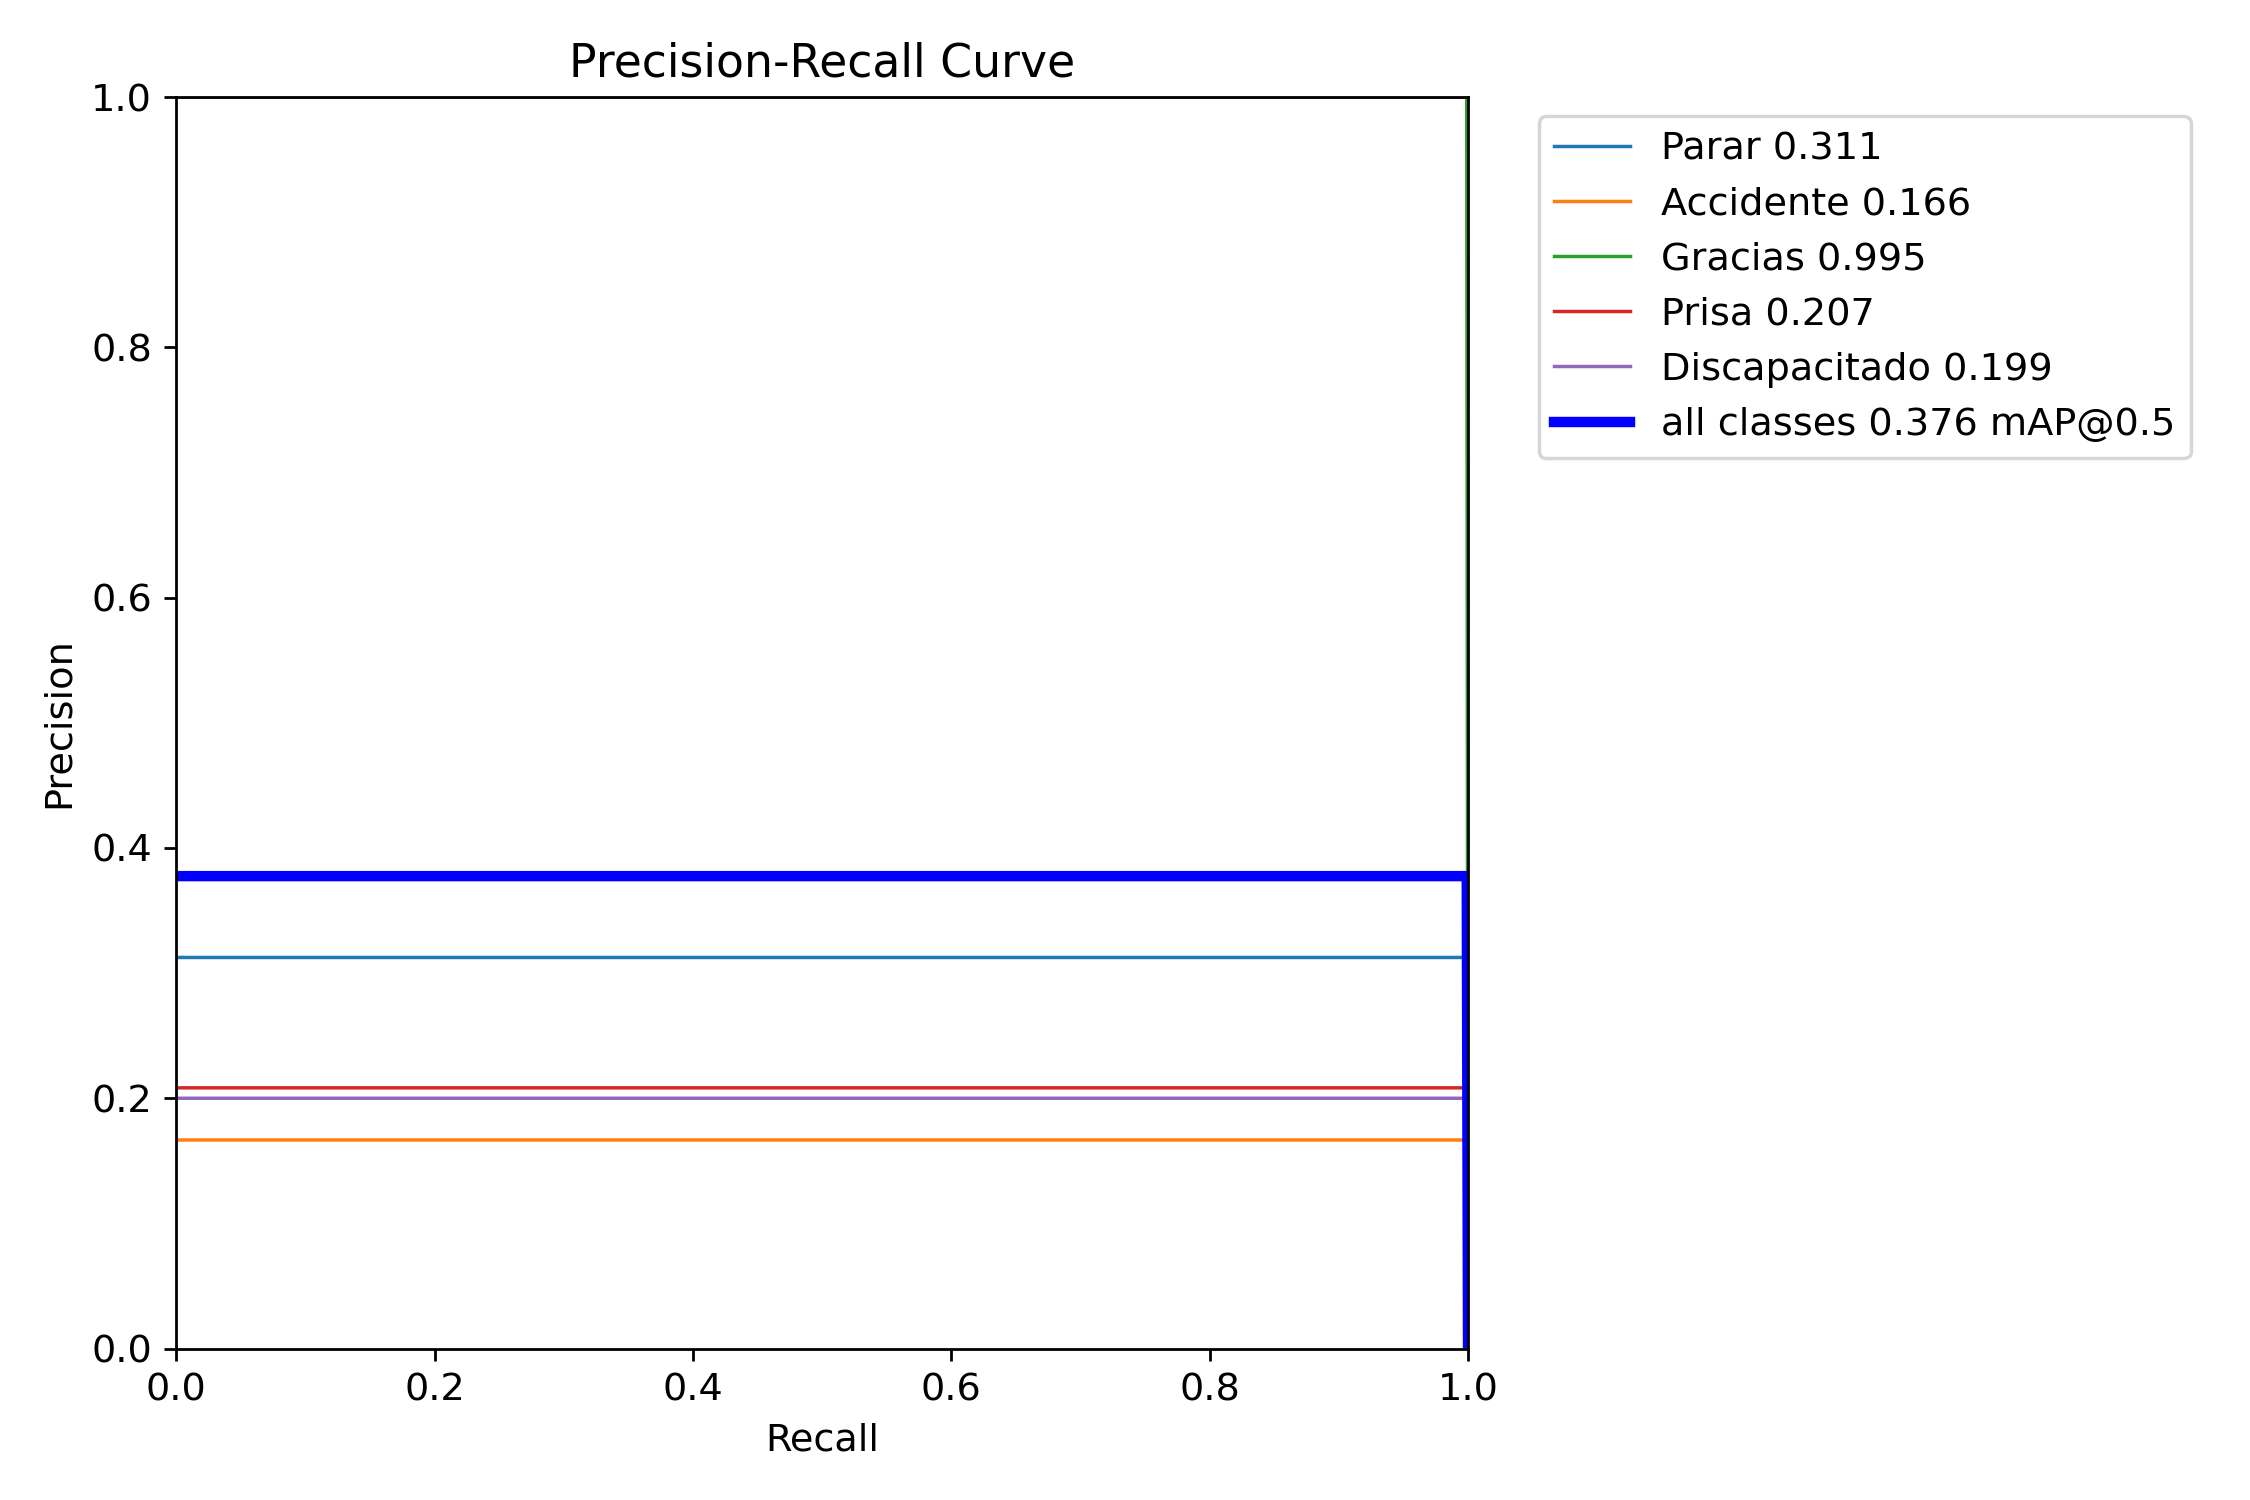 Precision-Recall Curve
1.0
0.8
0.6
0.4
0.2
0.0
Precision
0.0 0.2 0.4 0.6 0.8 1.0
Recall
Parar 0.311
Accidente 0.166
Gracias 0.995
Prisa 0.207
Discapacitado 0.199
all classes 0.376 mAP@0.5